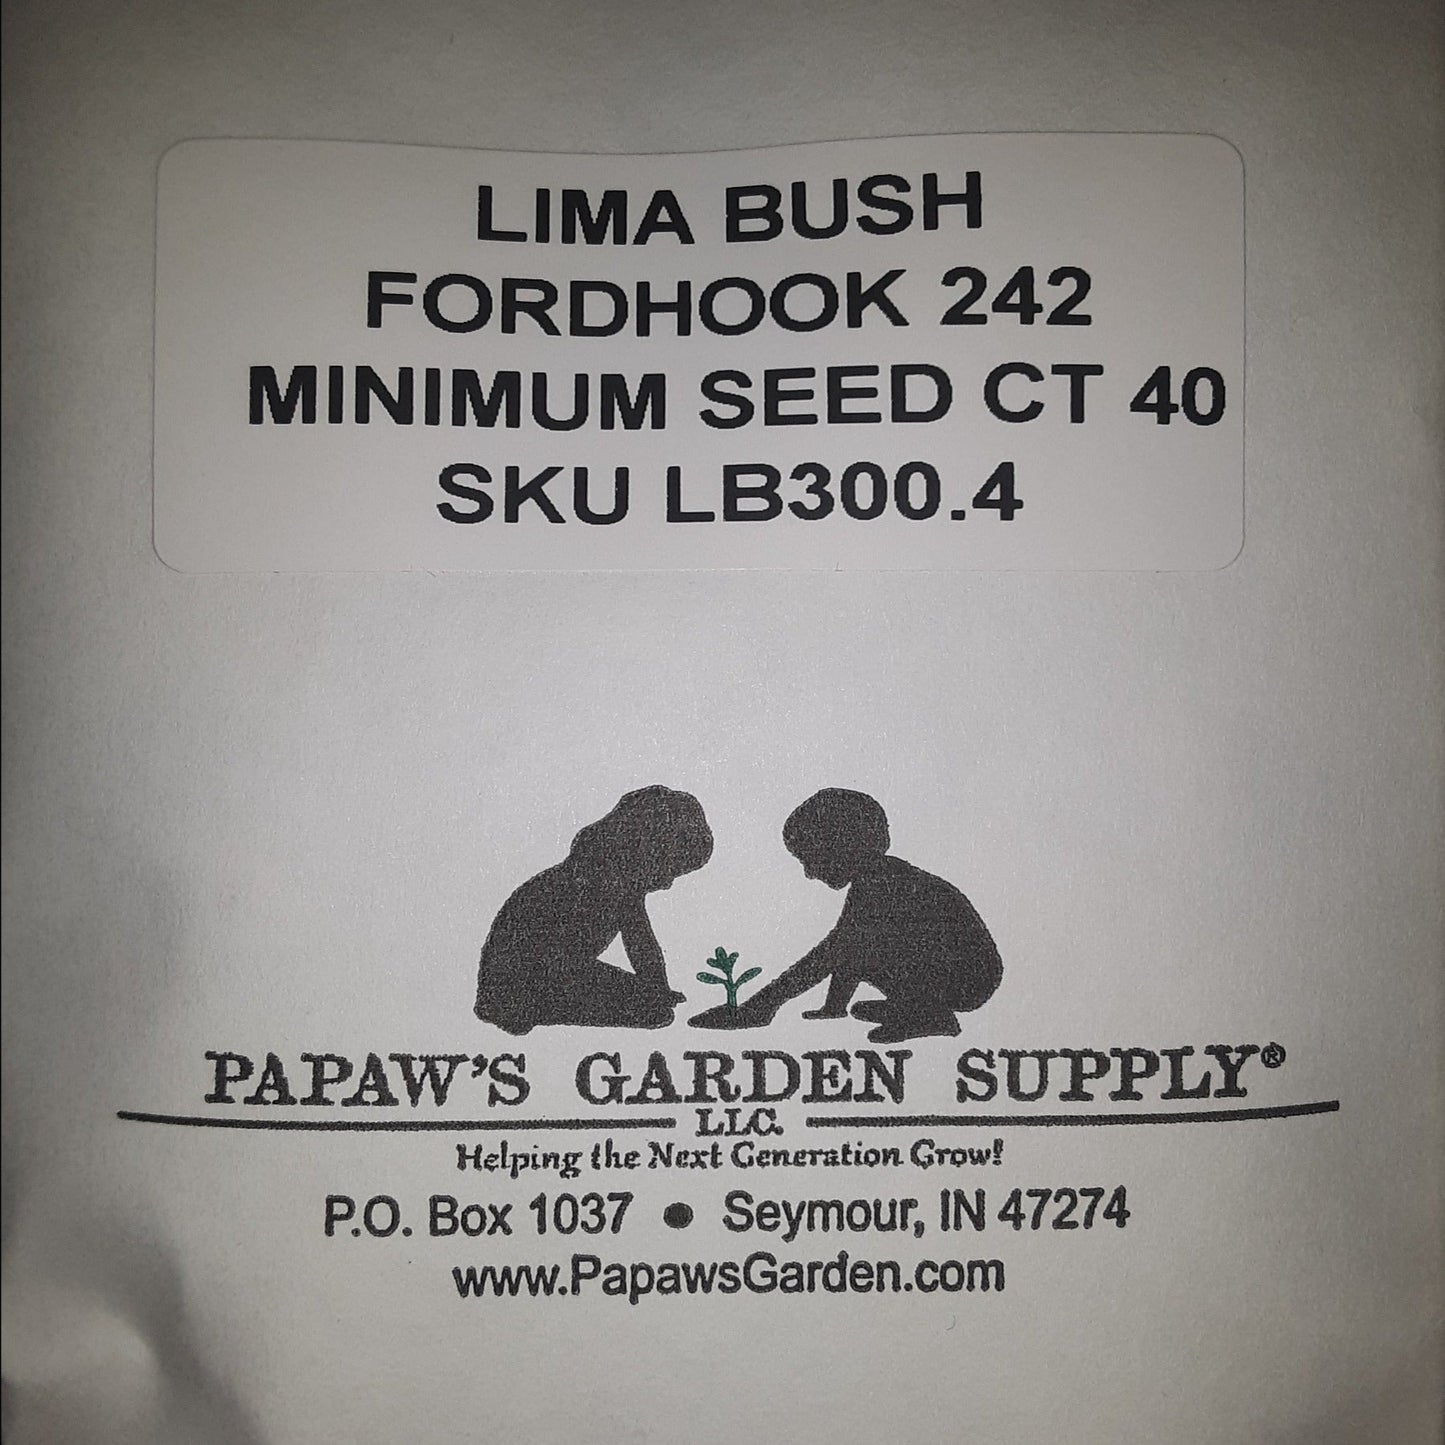 LIMA BUSH
FORDHOOK 242
MINIMUM SEED CT 40
SKU LB300.4
PAPAW'S GARDEN SUPPLY®
LLC.
Helping the Next Generation Grow!
P.O. Box 1037 ● Seymour, IN 47274
www.PapawsGarden.com